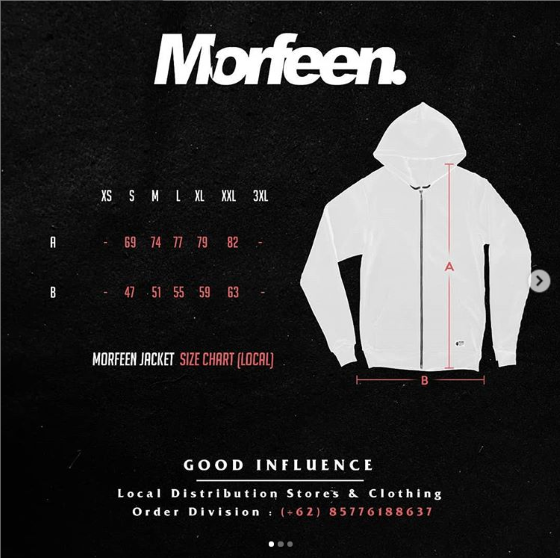 Morfeen.
XS S M L XL XXL 3XL
A - 69 74 77 79 82 -
B - 47 51 55 59 63 -
A
B
MORFEEN JACKET SIZE CHART (LOCAL)
GOOD INFLUENCE
Local Distribution Stores & Clothing
Order Division : (+62) 85776188637